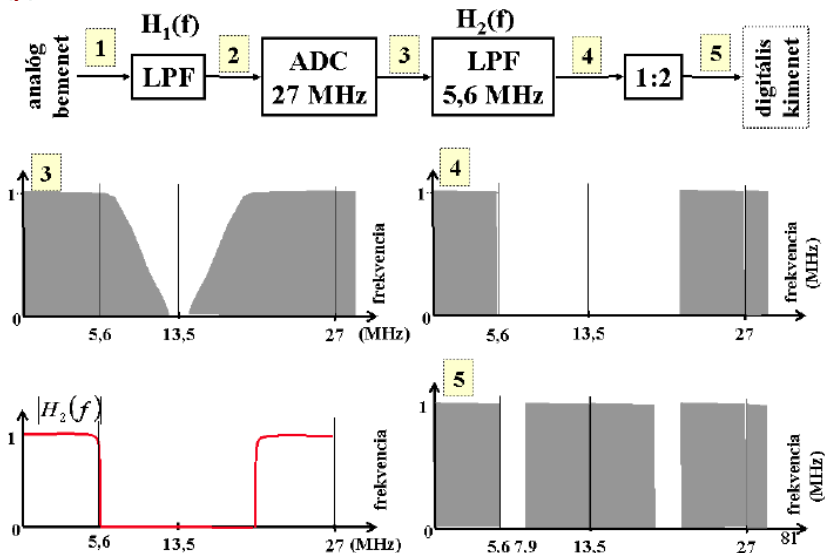 H₁(f)
H₂(f)
analóg
bemenet
1
LPF
2
ADC
27 MHz
3
LPF
5,6 MHz
4
1:2
5
digitális
kimenet
3
1
0
5,6
13,5
27
(MHz)
frekvencia
4
1
0
5,6
13,5
27
frekvencia
(MHz)
|H₂(f)|
1
0
5,6
13,5
27
(MHz)
frekvencia
5
1
0
5.6 7.9
13,5
27
frekvencia
(MHz)
81